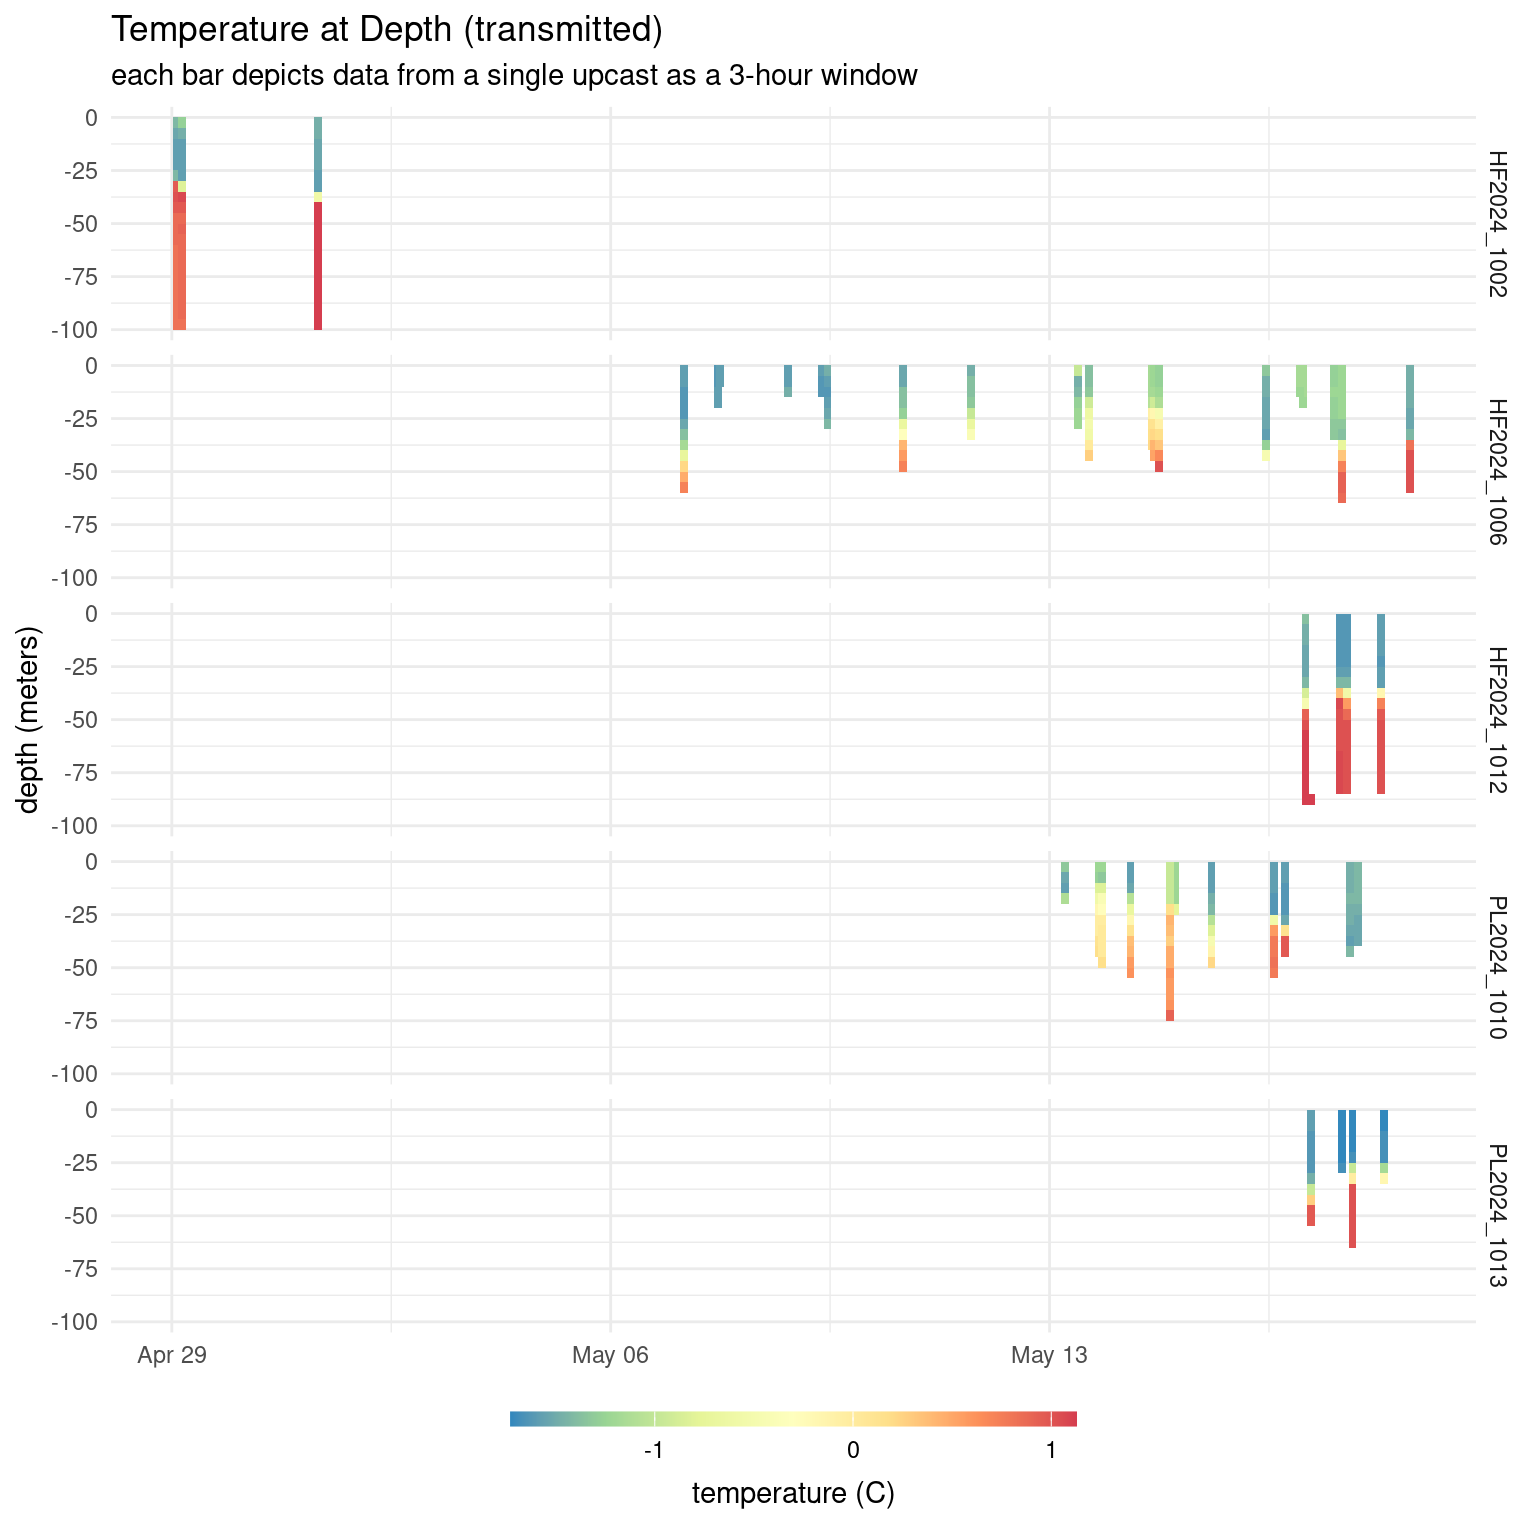 Temperature at Depth (transmitted)
each bar depicts data from a single upcast as a 3-hour window
depth (meters)
0
-25
-50
-75
-100
HF2024_1002
0
-25
-50
-75
-100
HF2024_1006
0
-25
-50
-75
-100
HF2024_1012
0
-25
-50
-75
-100
PL2024_1010
0
-25
-50
-75
-100
PL2024_1013
Apr 29 May 06 May 13
-1 0 1
temperature (C)